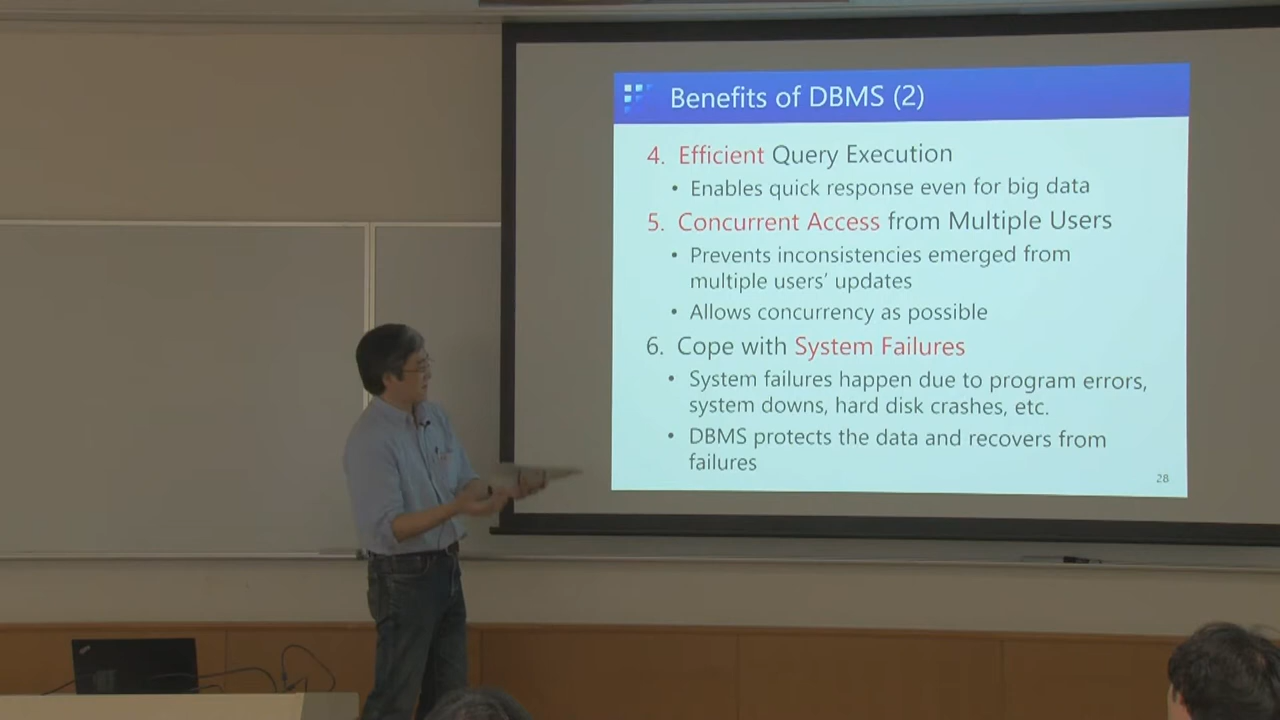 Benefits of DBMS (2)
4. Efficient Query Execution
• Enables quick response even for big data
5. Concurrent Access from Multiple Users
• Prevents inconsistencies emerged from
multiple users’ updates
• Allows concurrency as possible
6. Cope with System Failures
• System failures happen due to program errors,
system downs, hard disk crashes, etc.
• DBMS protects the data and recovers from
failures
28